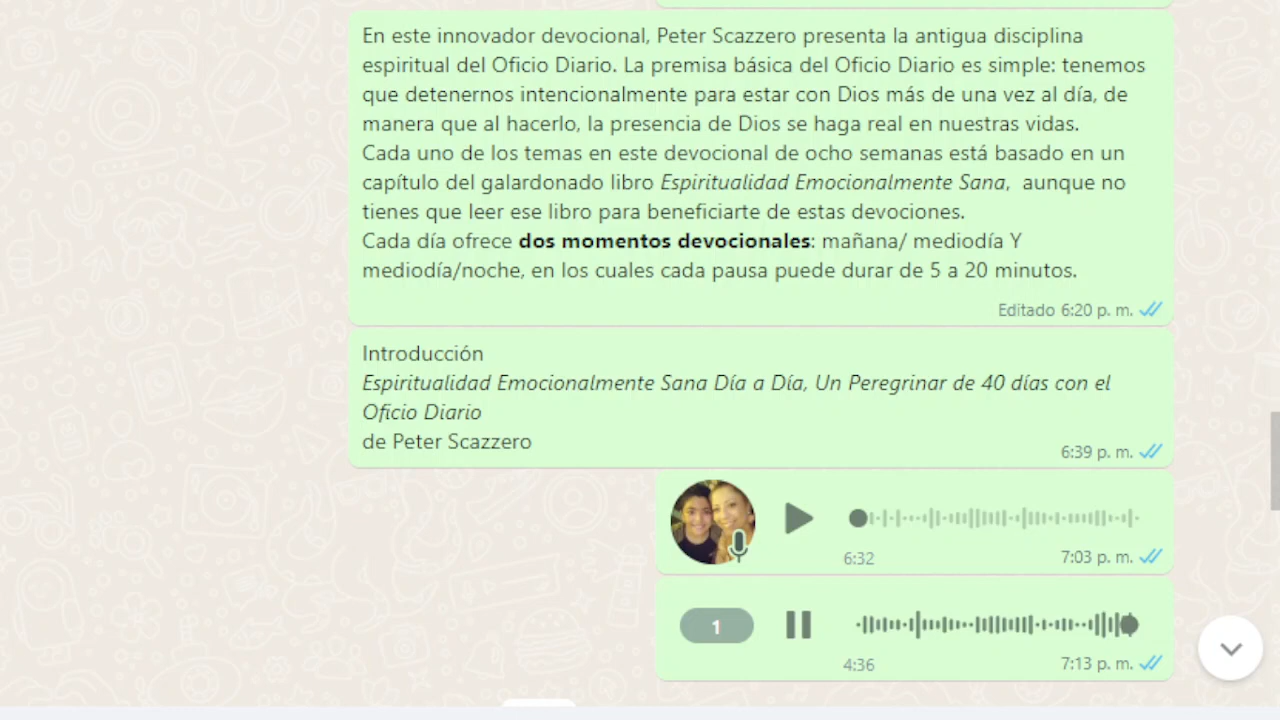 En este innovador devocional, Peter Scazzero presenta la antigua disciplina
espiritual del Oficio Diario. La premisa básica del Oficio Diario es simple: tenemos
que detenernos intencionalmente para estar con Dios más de una vez al día, de
manera que al hacerlo, la presencia de Dios se haga real en nuestras vidas.
Cada uno de los temas en este devocional de ocho semanas está basado en un
capítulo del galardonado libro Espiritualidad Emocionalmente Sana,  aunque no
tienes que leer ese libro para beneficiarte de estas devociones.
Cada día ofrece dos momentos devocionales: mañana/ mediodía Y
mediodía/noche, en los cuales cada pausa puede durar de 5 a 20 minutos.
Editado 6:20 p. m.
Introducción
Espiritualidad Emocionalmente Sana Día a Día, Un Peregrinar de 40 días con el
Oficio Diario
de Peter Scazzero
6:39 p. m.
6:32 7:03 p. m.
1
4:36 7:13 p. m.